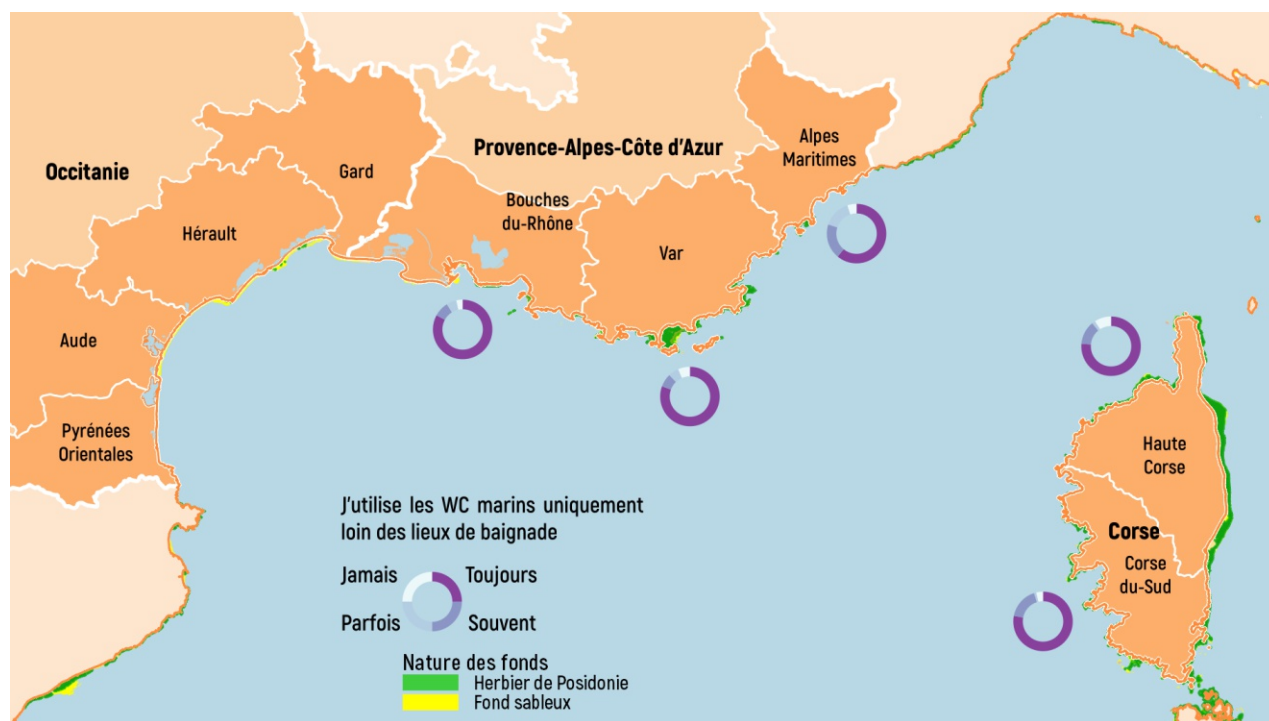 Provence-Alpes-Côte d'Azur
Alpes
Maritimes
Occitanie
Gard
Bouches
du-Rhône
Hérault
Var
Aude
Pyrénées
Orientales
Haute
Corse
Corse
Corse
du-Sud
J'utilise les WC marins uniquement
loin des lieux de baignade
Jamais
Toujours
Parfois
Souvent
Nature des fonds
Herbier de Posidonie
Fond sableux